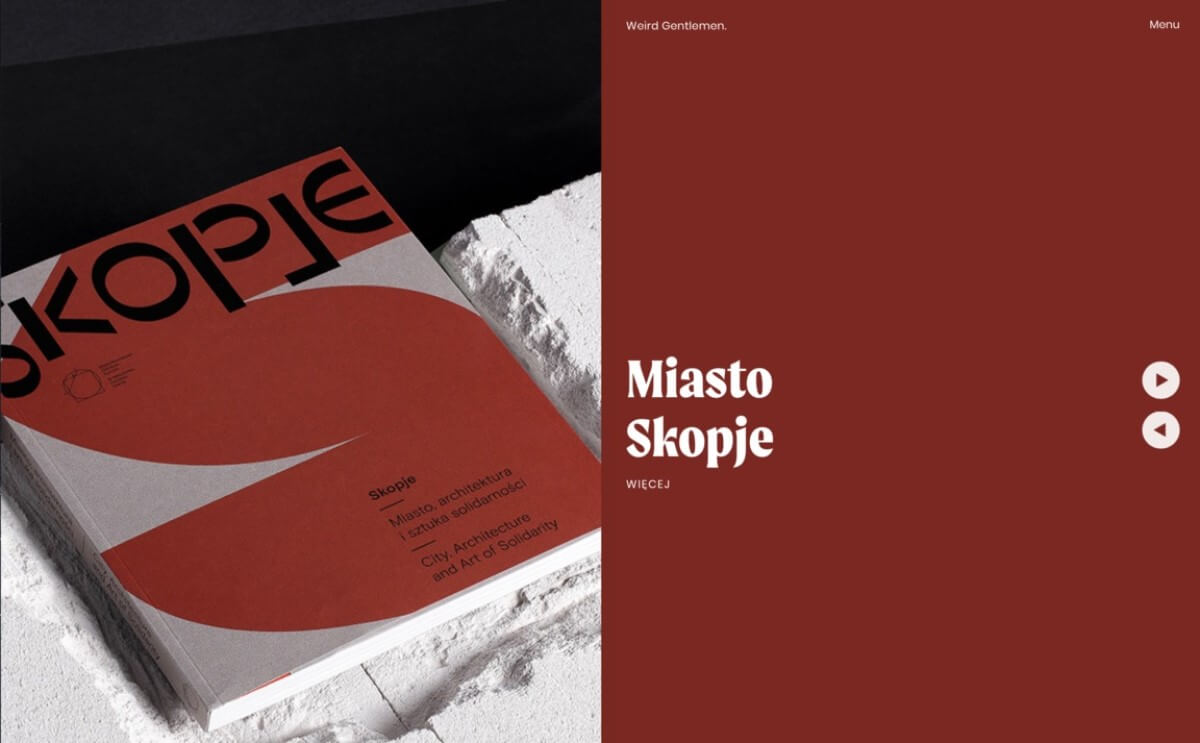 Skopje
Skopje
Miasto, architektura
i sztuka solidarności
City, Architecture
and Art of Solidarity
Weird Gentlemen.
Menu
Miasto
Skopje
WIĘCEJ